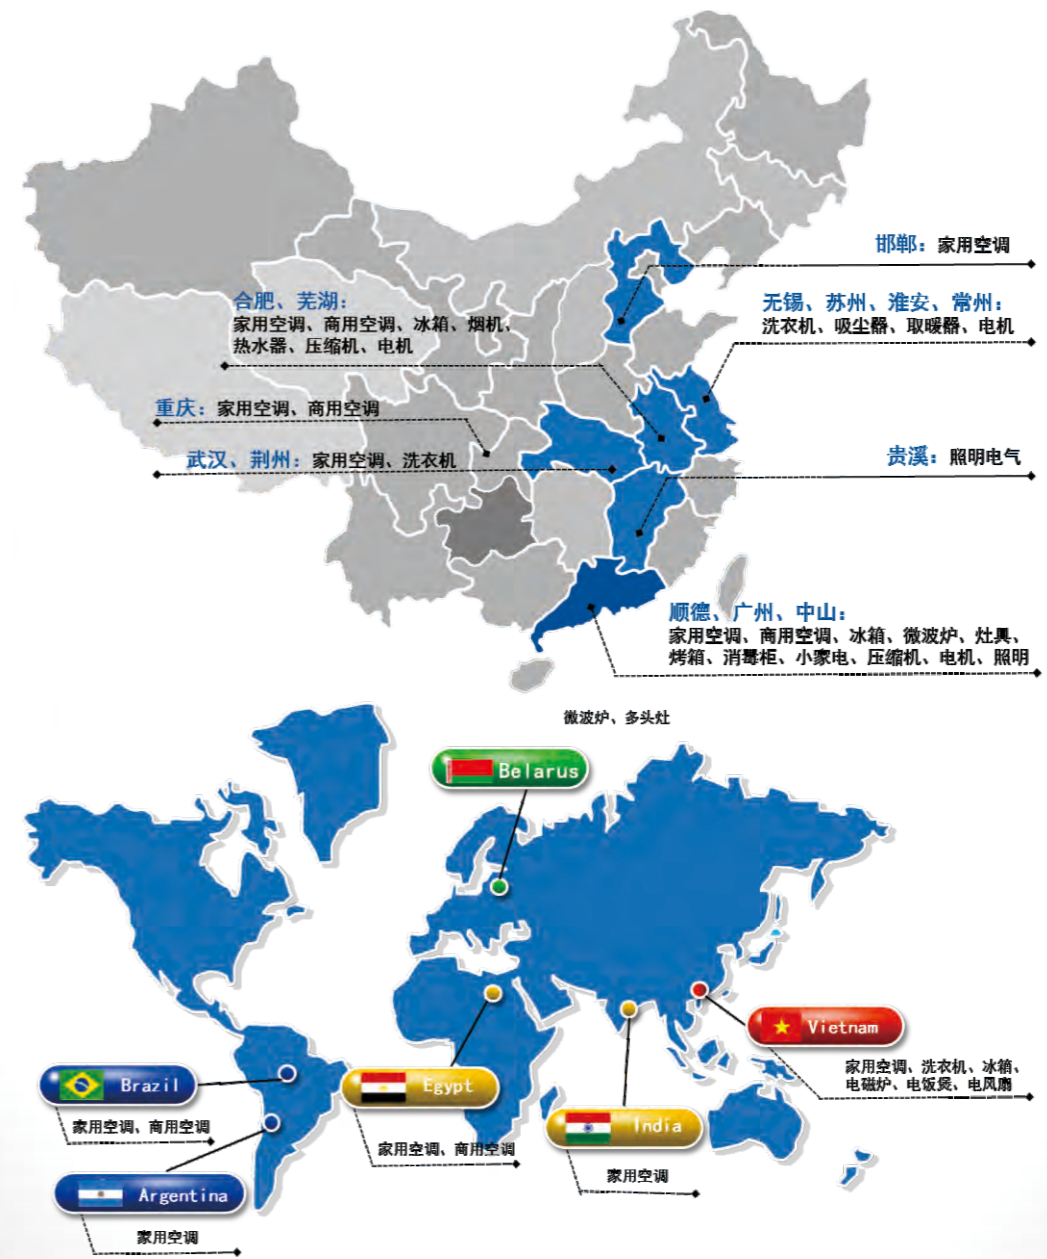 邯郸：家用空调
合肥、芜湖：
家用空调、商用空调、冰箱、烟机、
热水器、压缩机、电机
无锡、苏州、淮安、常州：
洗衣机、吸尘器、取暖器、电机
重庆：家用空调、商用空调
武汉、荆州：家用空调、洗衣机
贵溪：照明电气
顺德、广州、中山：
家用空调、商用空调、冰箱、微波炉、灶具、
烤箱、消毒柜、小家电、压缩机、电机、照明
微波炉、多头灶
Belarus
Vietnam
家用空调、洗衣机、冰箱、
电磁炉、电饭煲、电风扇
Brazil
家用空调、商用空调
Egypt
家用空调、商用空调
India
家用空调
Argentina
家用空调